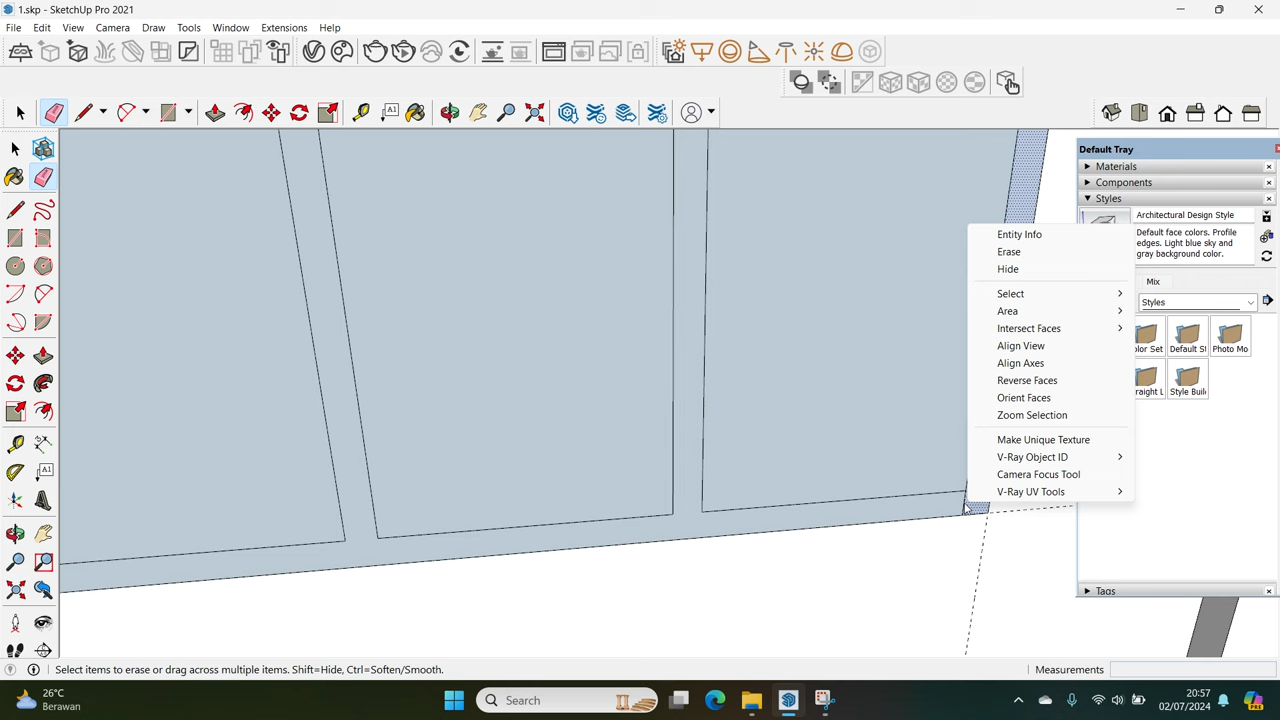 1.skp - SketchUp Pro 2021
File Edit View Camera Draw Tools Window Extensions Help
Default Tray
Materials
Components
Styles
Architectural Design Style
Default face colors. Profile
edges. Light blue sky and
gray background color.
Mix
Styles
olor Set Default St Photo Mo
raight L Style Buil
Entity Info
Erase
Hide
Select
Area
Intersect Faces
Align View
Align Axes
Reverse Faces
Orient Faces
Zoom Selection
Make Unique Texture
V-Ray Object ID
Camera Focus Tool
V-Ray UV Tools
Tags
Select items to erase or drag across multiple items. Shift=Hide, Ctrl=Soften/Smooth.
Measurements
26°C
Berawan
Search
20:57
02/07/2024